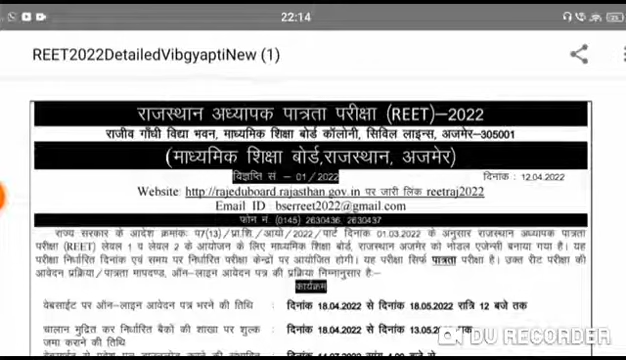 22:14
REET2022DetailedVibgyaptiNew (1)
राजस्थान अध्यापक पात्रता परीक्षा (REET)–2022
राजीव गाँधी विद्या भवन, माध्यमिक शिक्षा बोर्ड कॉलोनी, सिविल लाइन्स, अजमेर-305001
(माध्यमिक शिक्षा बोर्ड,राजस्थान, अजमेर)
विज्ञप्ति सं – 01/2022 दिनांक : 12.04.2022
Website: http://rajeduboard.rajasthan.gov.in पर जारी लिंक reetraj2022
Email ID : bserreet2022@gmail.com
फोन नं. (0145) 2630436, 2630437
राज्य सरकार के आदेश क्रमांक: प7(13)/प्रा.शि/आयो/2022/पार्ट दिनांक 01.03.2022 के अनुसार राजस्थान अध्यापक पात्रता
परीक्षा (REET) लेवल 1 व लेवल 2 के आयोजन के लिए माध्यमिक शिक्षा बोर्ड, राजस्थान अजमेर को नोडल एजेन्सी बनाया गया है। यह
परीक्षा निर्धारित दिनांक एवं समय पर निर्धारित परीक्षा केन्द्रों पर आयोजित होगी। यह परीक्षा सिर्फ पात्रता परीक्षा है। उक्त रीट परीक्षा की
आवेदन प्रक्रिया/पात्रता मापदण्ड, ऑन-लाइन आवेदन पत्र की प्रक्रिया निम्नानुसार है:-
कार्यक्रम
वेबसाईट पर ऑन-लाइन आवेदन पत्र भरने की तिथि : दिनांक 18.04.2022 से दिनांक 18.05.2022 रात्रि 12 बजे तक
चालान मुद्रित कर निर्धारित बैंकों की शाखा पर शुल्क : दिनांक 18.04.2022 से दिनांक 13.05
जमा कराने की तिथि
DU RECORDER